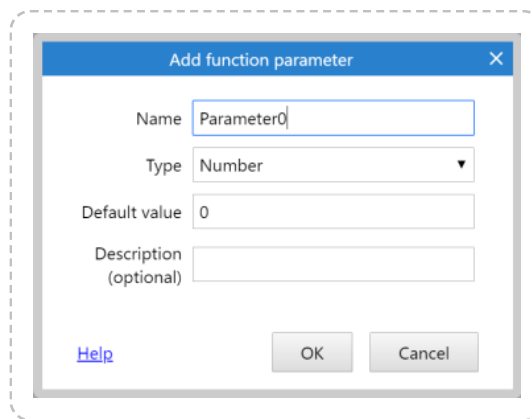 Add function parameter
Name Parameter0
Type Number
Default value 0
Description
(optional)
Help OK Cancel